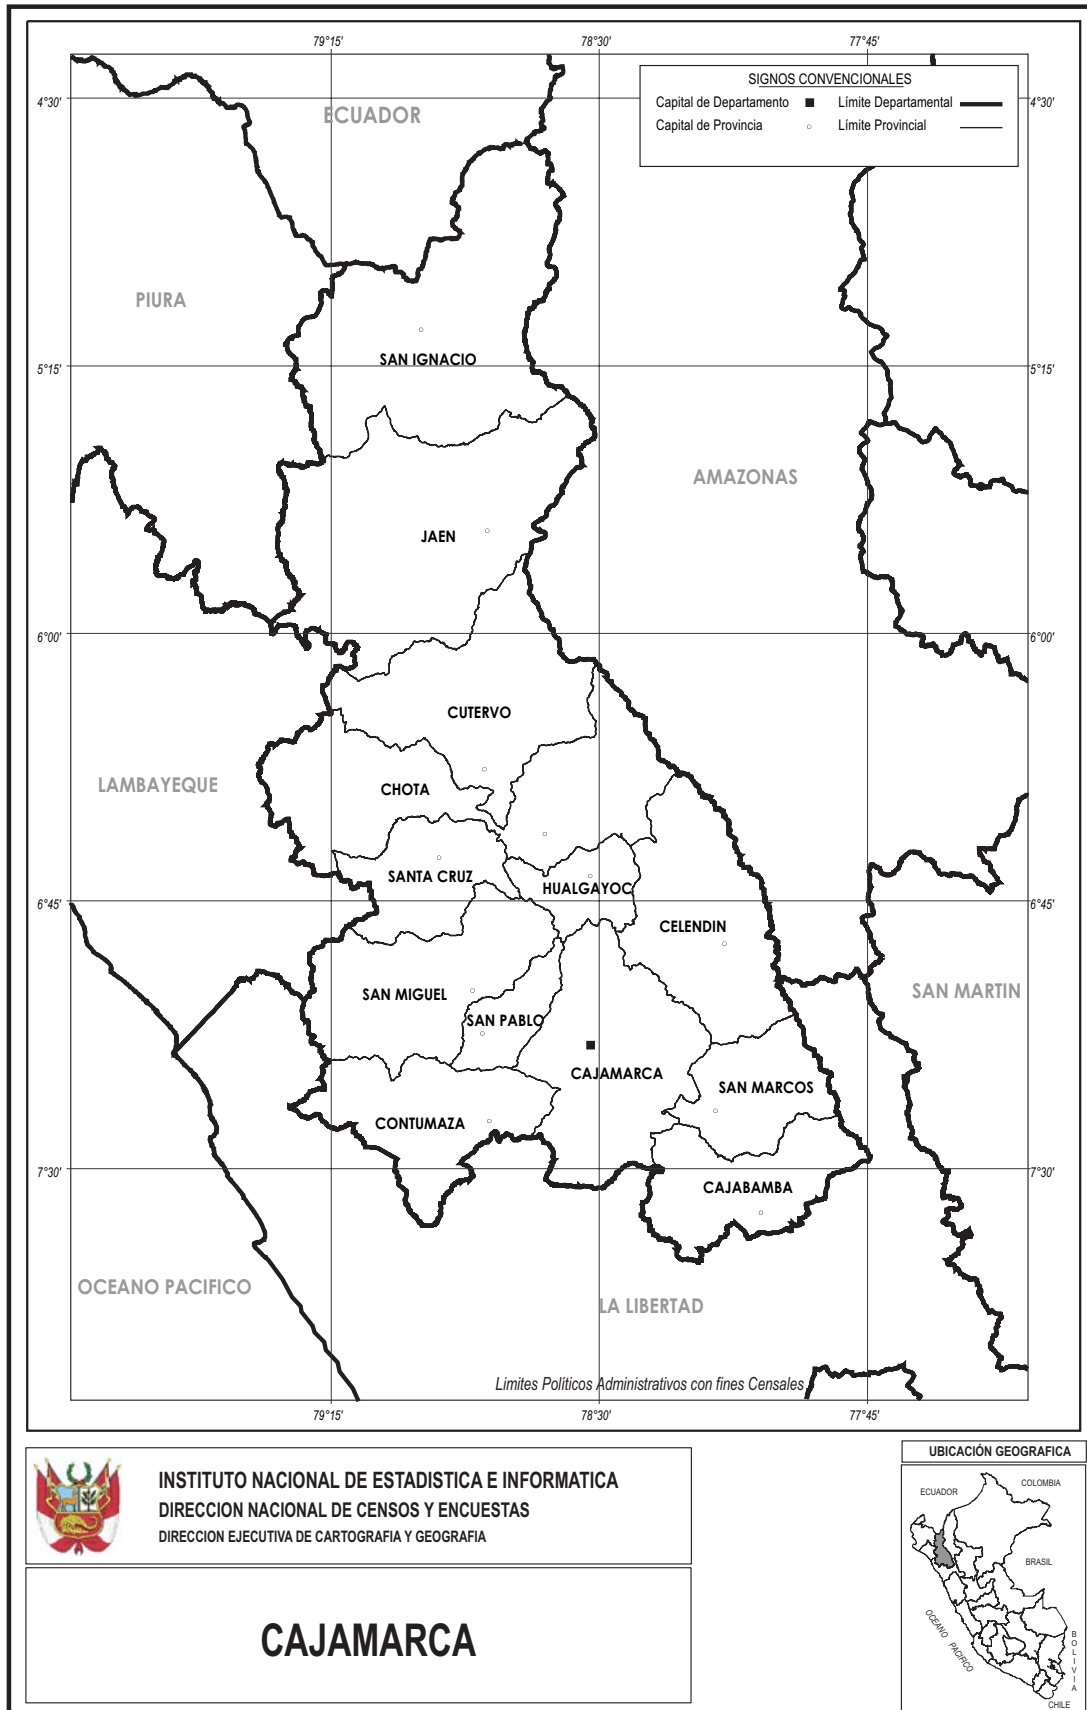 79°15'
78°30'
77°45'
SIGNOS CONVENCIONALES
Capital de Departamento
Límite Departamental
Capital de Provincia
Límite Provincial
4°30'
4°30'
ECUADOR
PIURA
SAN IGNACIO
5°15'
5°15'
AMAZONAS
JAEN
6°00'
6°00'
CUTERVO
LAMBAYEQUE
CHOTA
SANTA CRUZ
HUALGAYOC
6°45'
6°45'
CELENDIN
SAN MIGUEL
SAN MARTIN
SAN PABLO
CAJAMARCA
SAN MARCOS
CONTUMAZA
7°30'
7°30'
CAJABAMBA
OCEANO PACIFICO
LA LIBERTAD
Limites Políticos Administrativos con fines Censales
79°15'
78°30'
77°45'
INSTITUTO NACIONAL DE ESTADISTICA E INFORMATICA
DIRECCION NACIONAL DE CENSOS Y ENCUESTAS
DIRECCION EJECUTIVA DE CARTOGRAFIA Y GEOGRAFIA
CAJAMARCA
UBICACIÓN GEOGRAFICA
COLOMBIA
ECUADOR
BRASIL
OCEANO PACIFICO
BOLIVIA
CHILE